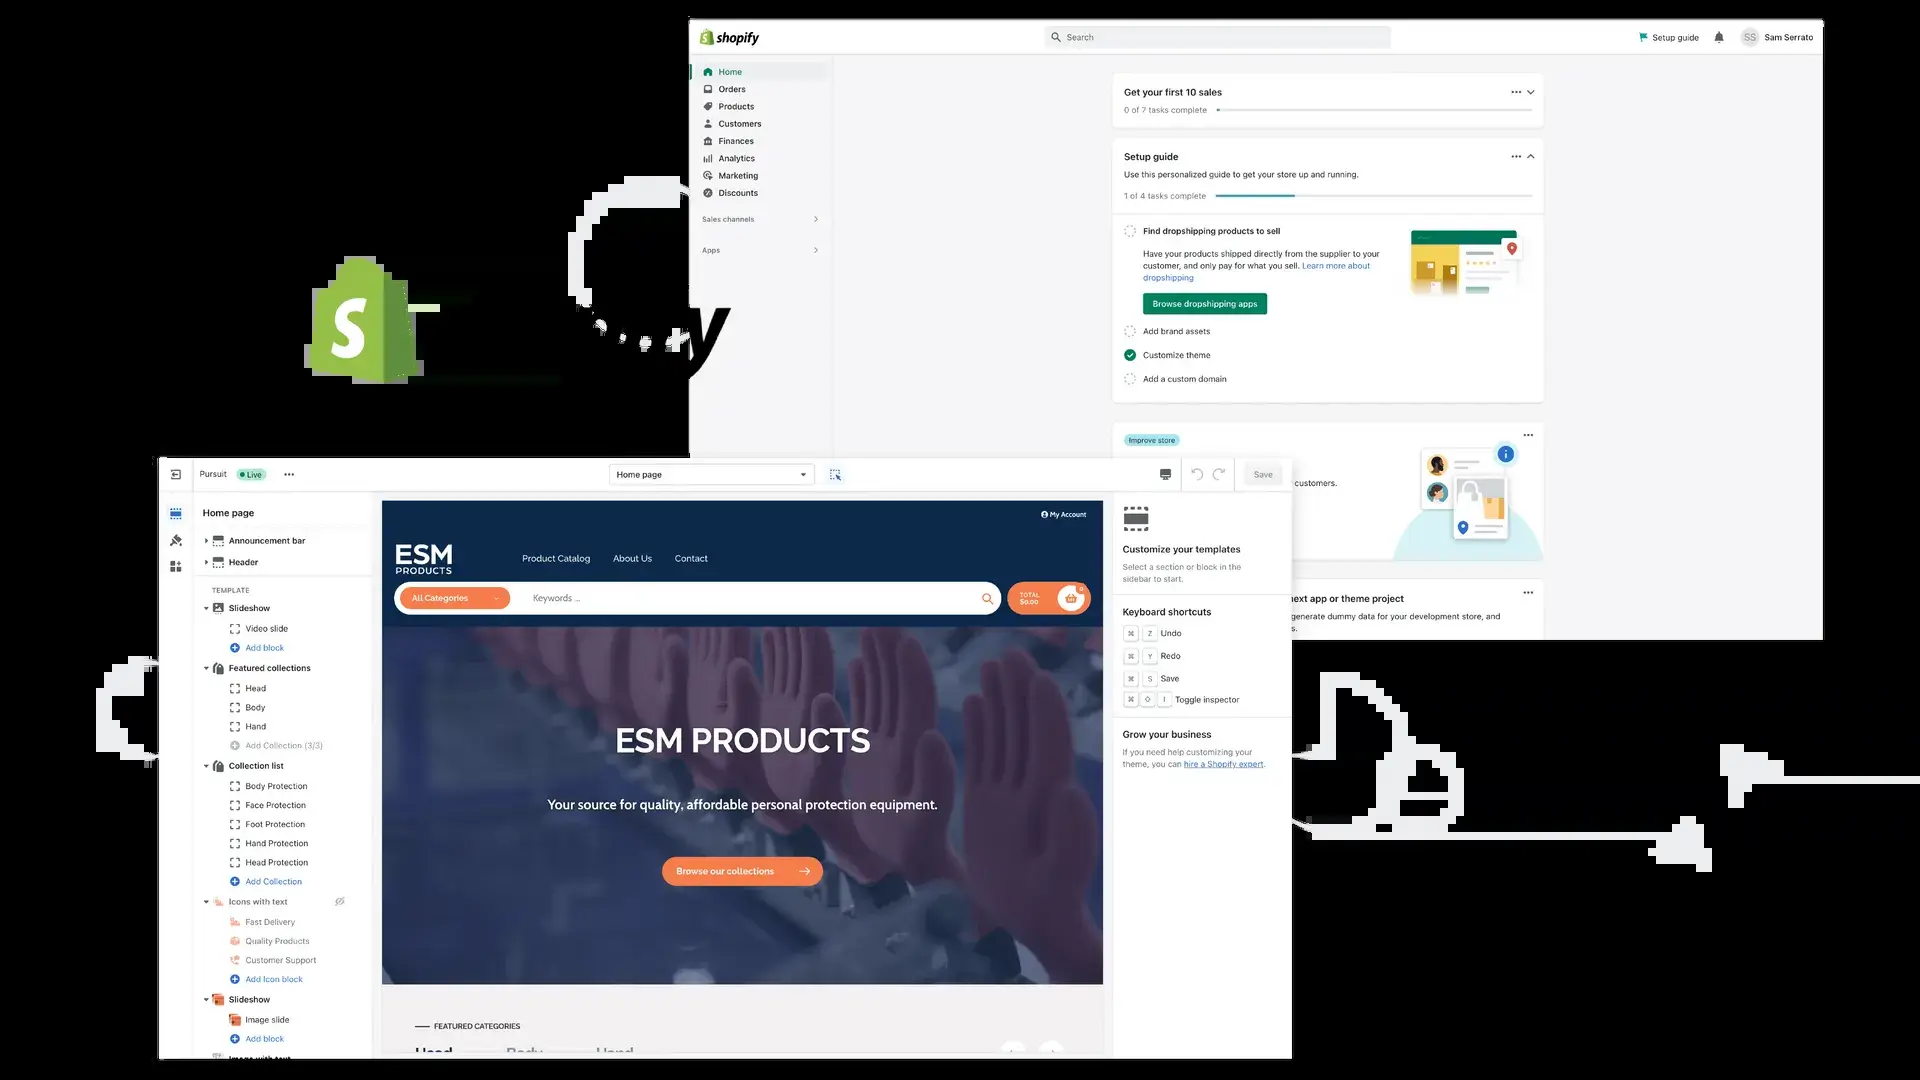 shopify
Search
Setup guide
SS
Sam Serrato
Home
Orders
Products
Customers
Finances
Analytics
Marketing
Discounts
Sales channels
Apps
Get your first 10 sales
0 of 7 tasks complete
Setup guide
Use this personalized guide to get your store up and running.
1 of 4 tasks complete
Find dropshipping products to sell
Have your products shipped directly from the supplier to your
customer, and only pay for what you sell. Learn more about
dropshipping
Browse dropshipping apps
Add brand assets
Customize theme
Add a custom domain
Improve store
customers.
next app or theme project
generate dummy data for your development store, and
s.
S
y
Pursuit
Live
Home page
Save
Home page
Announcement bar
Header
TEMPLATE
Slideshow
Video slide
Add block
Featured collections
Head
Body
Hand
Add Collection (3/3)
Collection list
Body Protection
Face Protection
Foot Protection
Hand Protection
Head Protection
Add Collection
Icons with text
Fast Delivery
Quality Products
Customer Support
Add Icon block
Slideshow
Image slide
Add block
Image with text
My Account
ESM
PRODUCTS
Product Catalog
About Us
Contact
All Categories
Keywords ...
TOTAL
$0.00
0
ESM PRODUCTS
Your source for quality, affordable personal protection equipment.
Browse our collections
FEATURED CATEGORIES
Head
Body
Hand
Customize your templates
Select a section or block in the
sidebar to start.
Keyboard shortcuts
⌘ Z Undo
⌘ Y Redo
⌘ S Save
⌘ ⇧ I Toggle inspector
Grow your business
If you need help customizing your
theme, you can hire a Shopify expert.